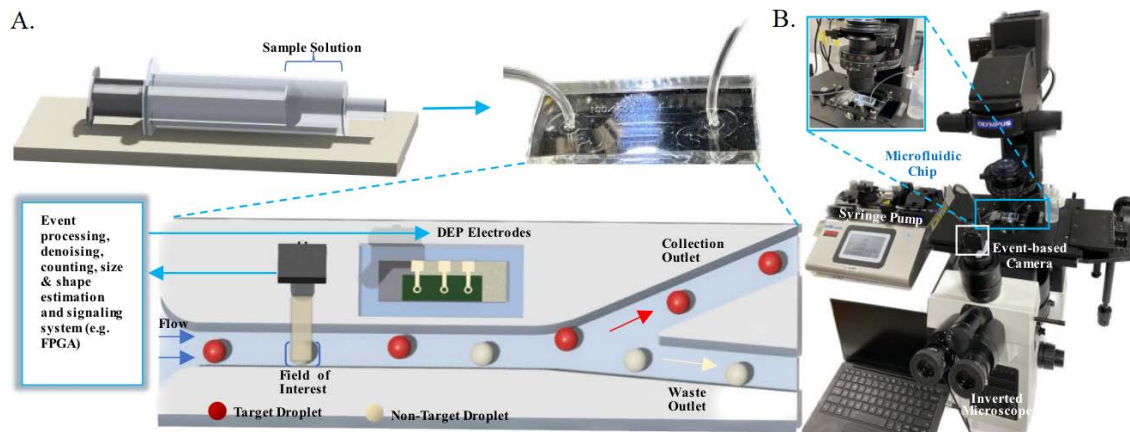 A.
Sample Solution
Event
processing,
denoising,
counting, size
& shape
estimation
and signaling
system (e.g.
FPGA)
DEP Electrodes
Flow
Field of
Interest
Collection
Outlet
Waste
Outlet
Target Droplet
Non-Target Droplet
B.
OLYMPUS
Microfluidic
Chip
Syringe Pump
Event-based
Camera
Inverted
Microscope